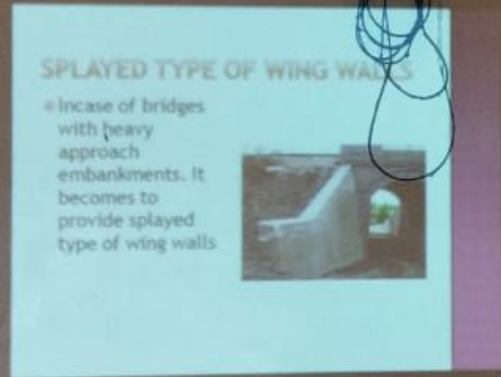 SPLAYED TYPE OF WING WALLS
Incase of bridges
with heavy
approach
embankments. It
becomes to
provide splayed
type of wing walls